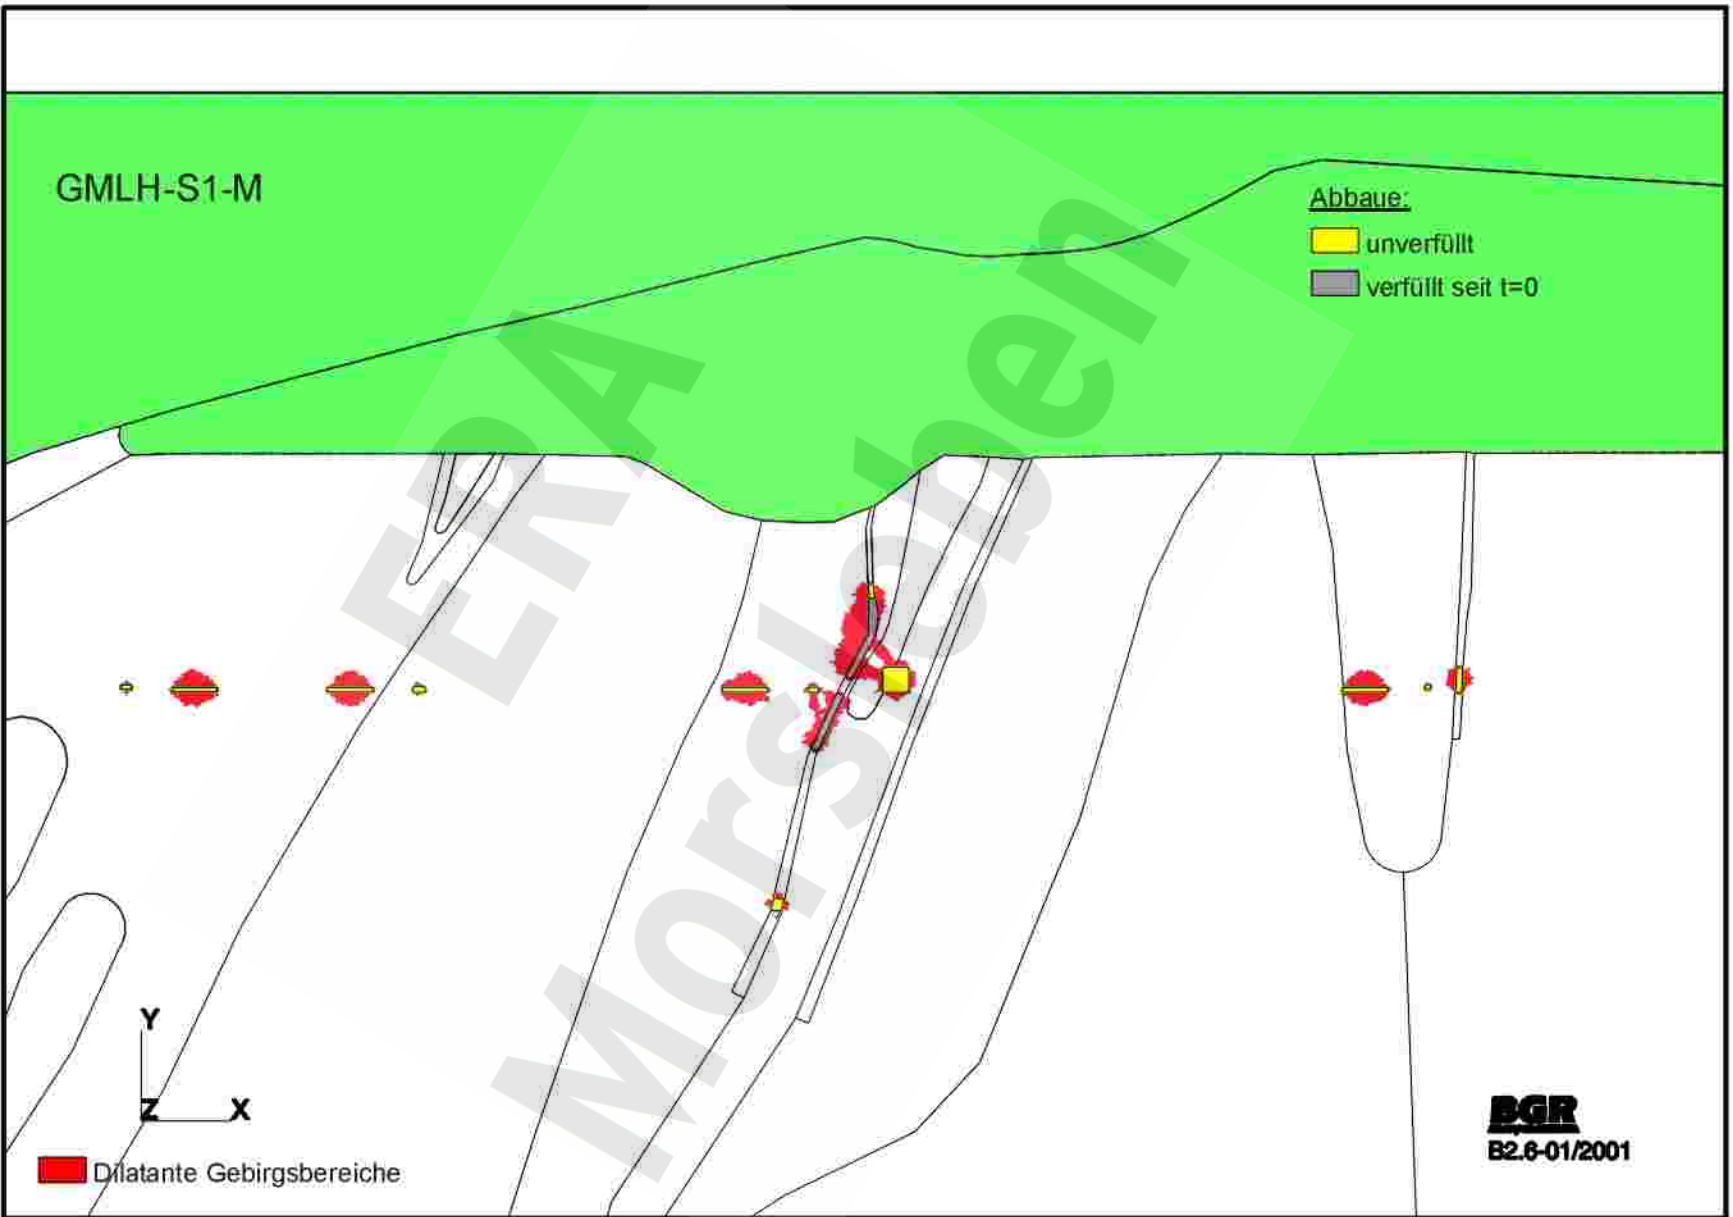 GMLH-S1-M
Abbaue:
unverfüllt
verfüllt seit t=0
ERA
Morsleben
Y
Z X
Dilatante Gebirgsbereiche
BGR
B2.6-01/2001